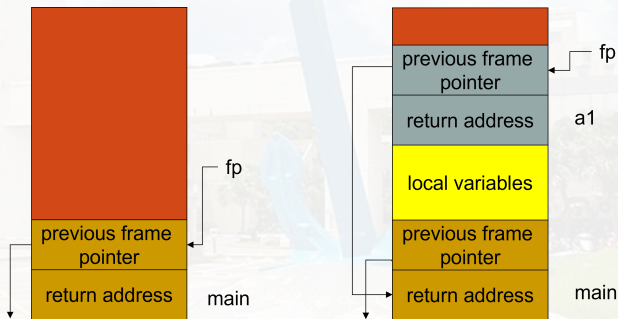 fp
previous frame
pointer
return address
main
fp
previous frame
pointer
return address
a1
local variables
previous frame
pointer
return address
main